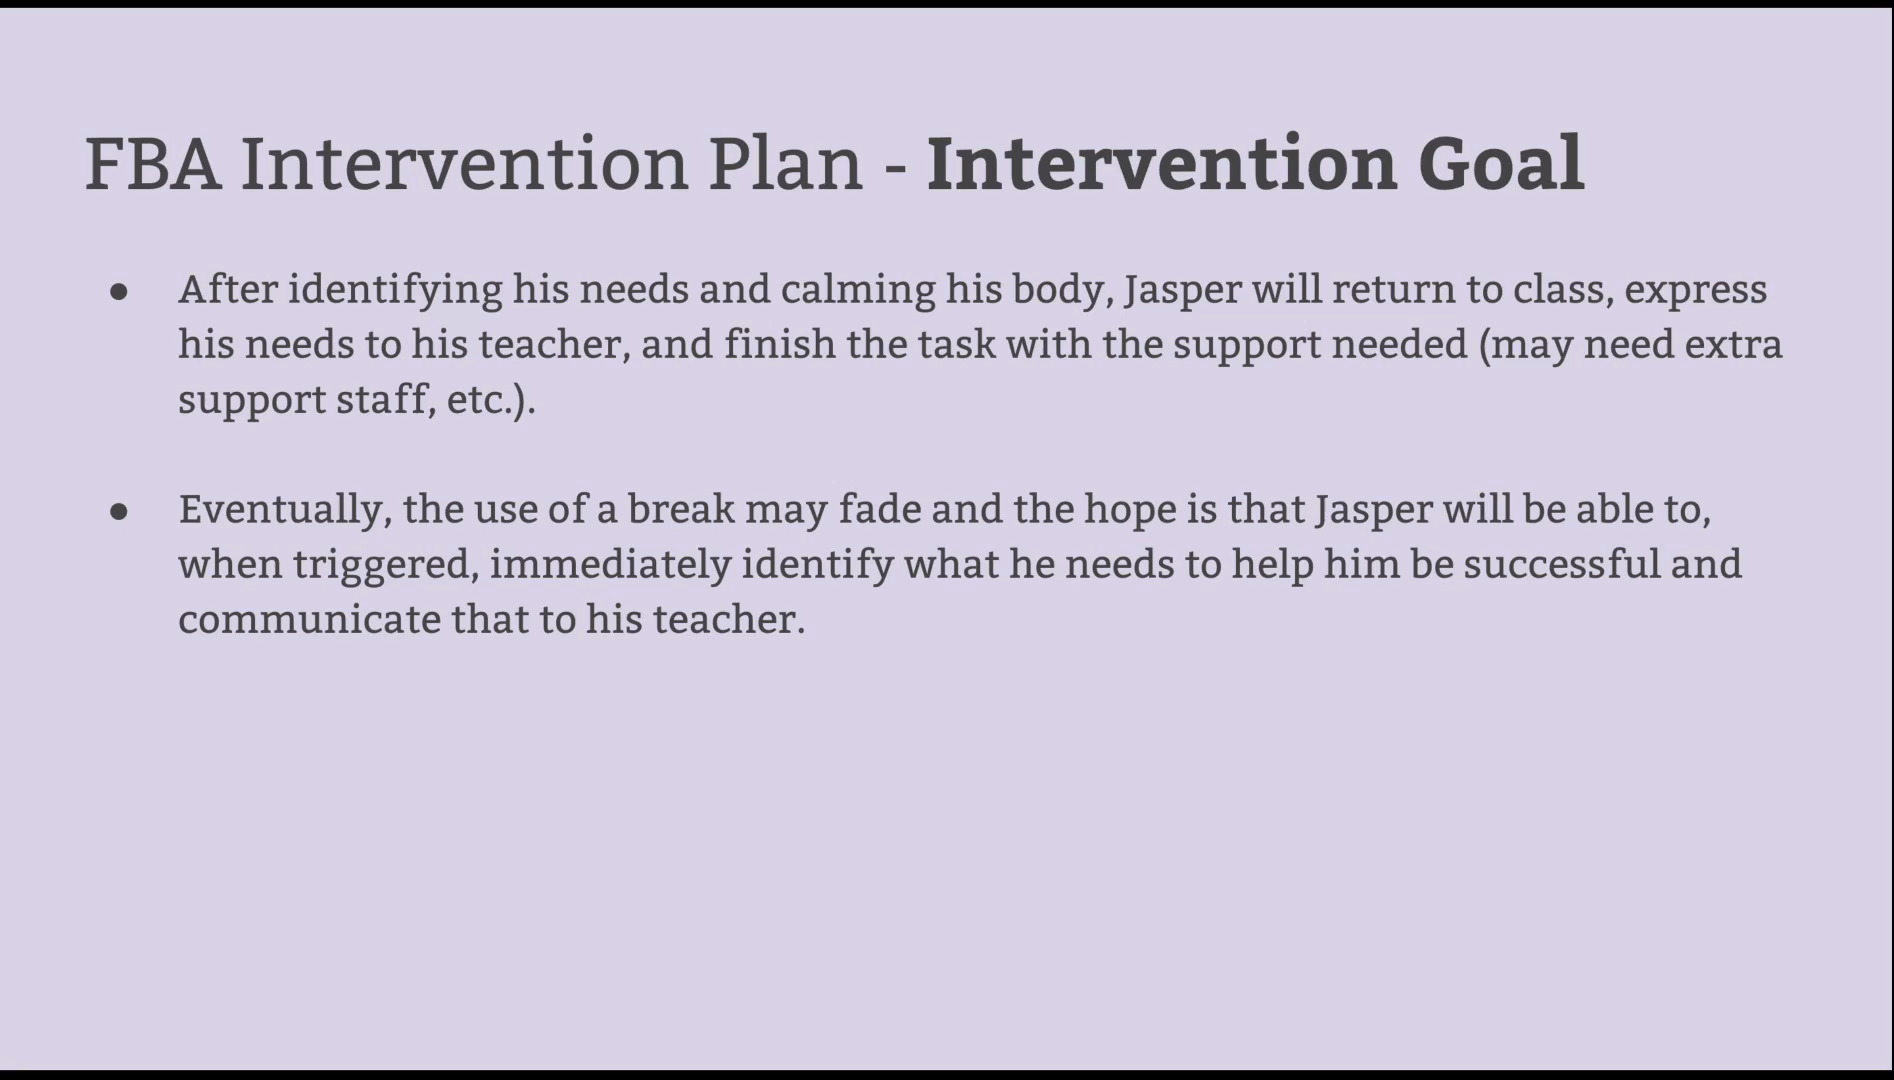 FBA Intervention Plan - Intervention Goal
● After identifying his needs and calming his body, Jasper will return to class, express
his needs to his teacher, and finish the task with the support needed (may need extra
support staff, etc.).
● Eventually, the use of a break may fade and the hope is that Jasper will be able to,
when triggered, immediately identify what he needs to help him be successful and
communicate that to his teacher.